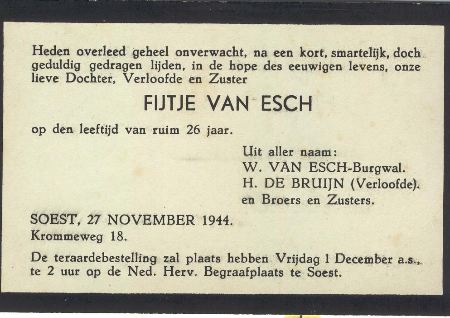 Heden overleed geheel onverwacht, na een kort, smartelijk, doch
geduldig gedragen lijden, in de hope des eeuwigen levens, onze
lieve Dochter, Verloofde en Zuster
FIJTJE VAN ESCH
op den leeftijd van ruim 26 jaar.
Uit aller naam:
W. VAN ESCH-Burgwal.
H. DE BRUIJN (Verloofde).
en Broers en Zusters.
SOEST, 27 NOVEMBER 1944.
Krommeweg 18.
De teraardebestelling zal plaats hebben Vrijdag 1 December a.s.,
te 2 uur op de Ned. Herv. Begraafplaats te Soest.